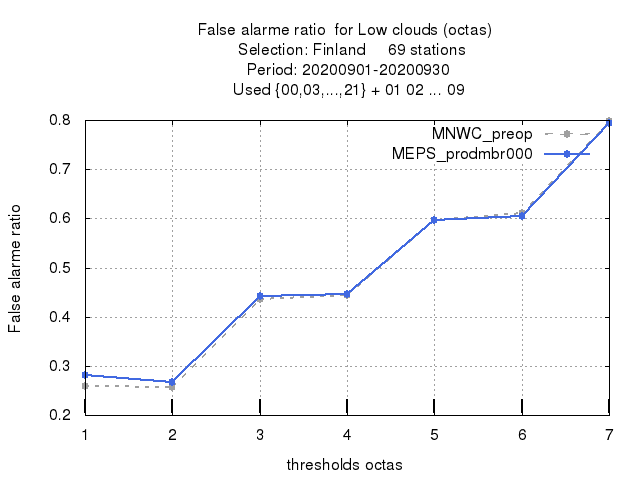 False alarme ratio  for Low clouds (octas)
Selection: Finland     69 stations
Period: 20200901-20200930
Used {00,03,...,21} + 01 02 ... 09
MNWC_preop
MEPS_prodmbr000
False alarme ratio
0.8
0.7
0.6
0.5
0.4
0.3
0.2
1 2 3 4 5 6 7
thresholds octas